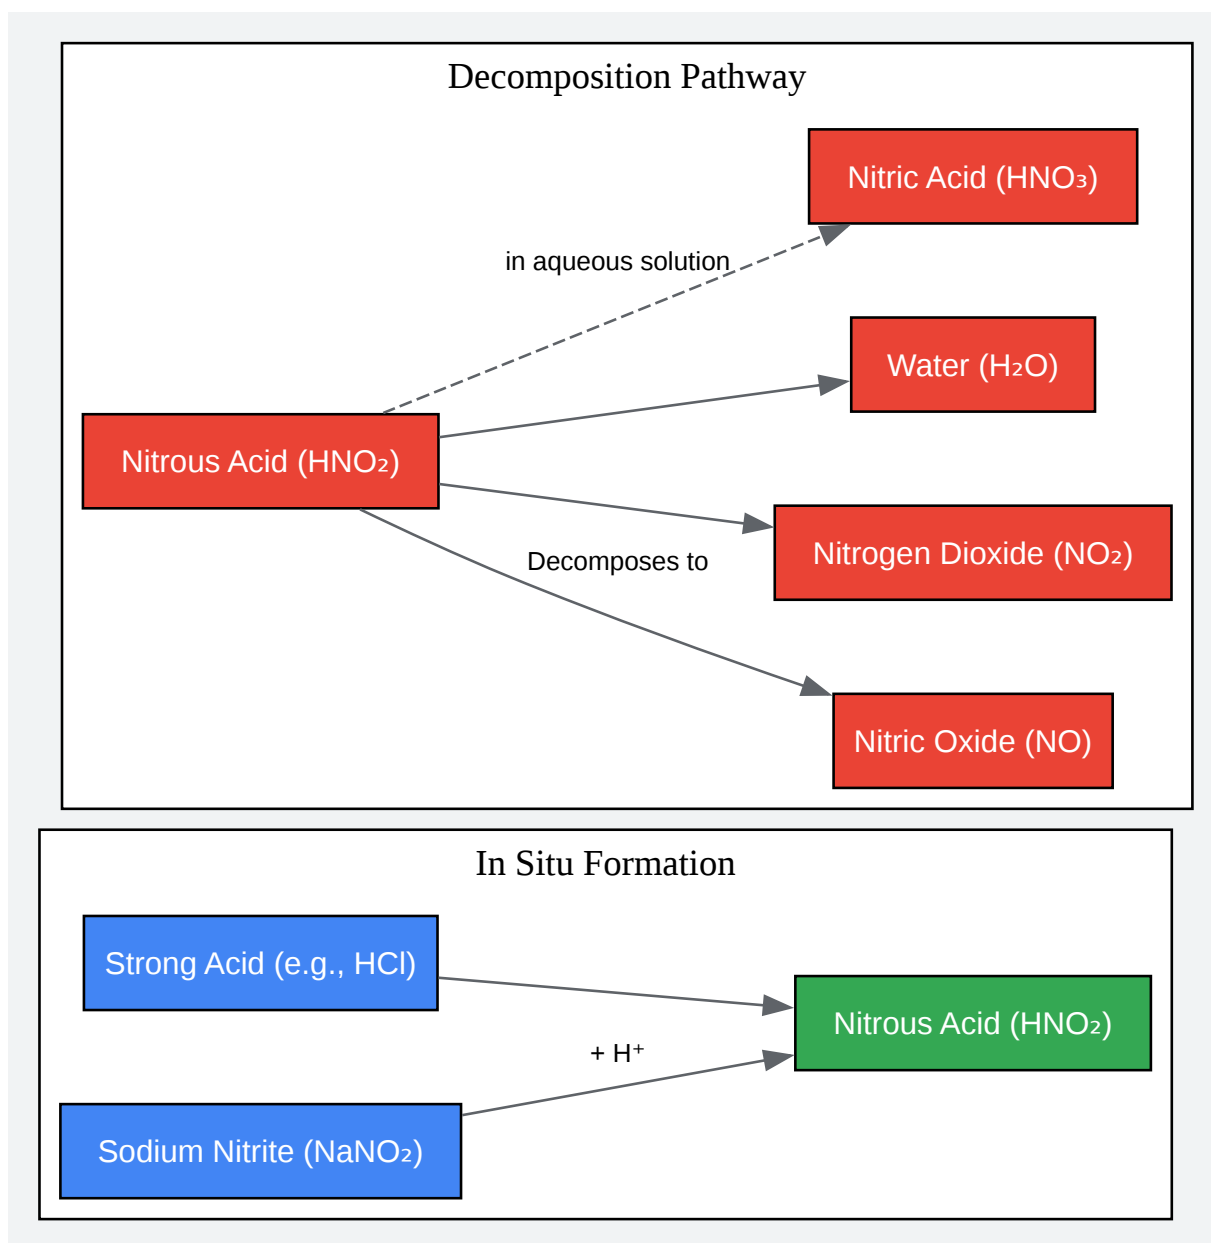 Decomposition Pathway
Nitric Acid (HNO₃)
in aqueous solution
Water (H₂O)
Nitrous Acid (HNO₂)
Nitrogen Dioxide (NO₂)
Decomposes to
Nitric Oxide (NO)
In Situ Formation
Strong Acid (e.g., HCl)
Nitrous Acid (HNO₂)
+ H⁺
Sodium Nitrite (NaNO₂)